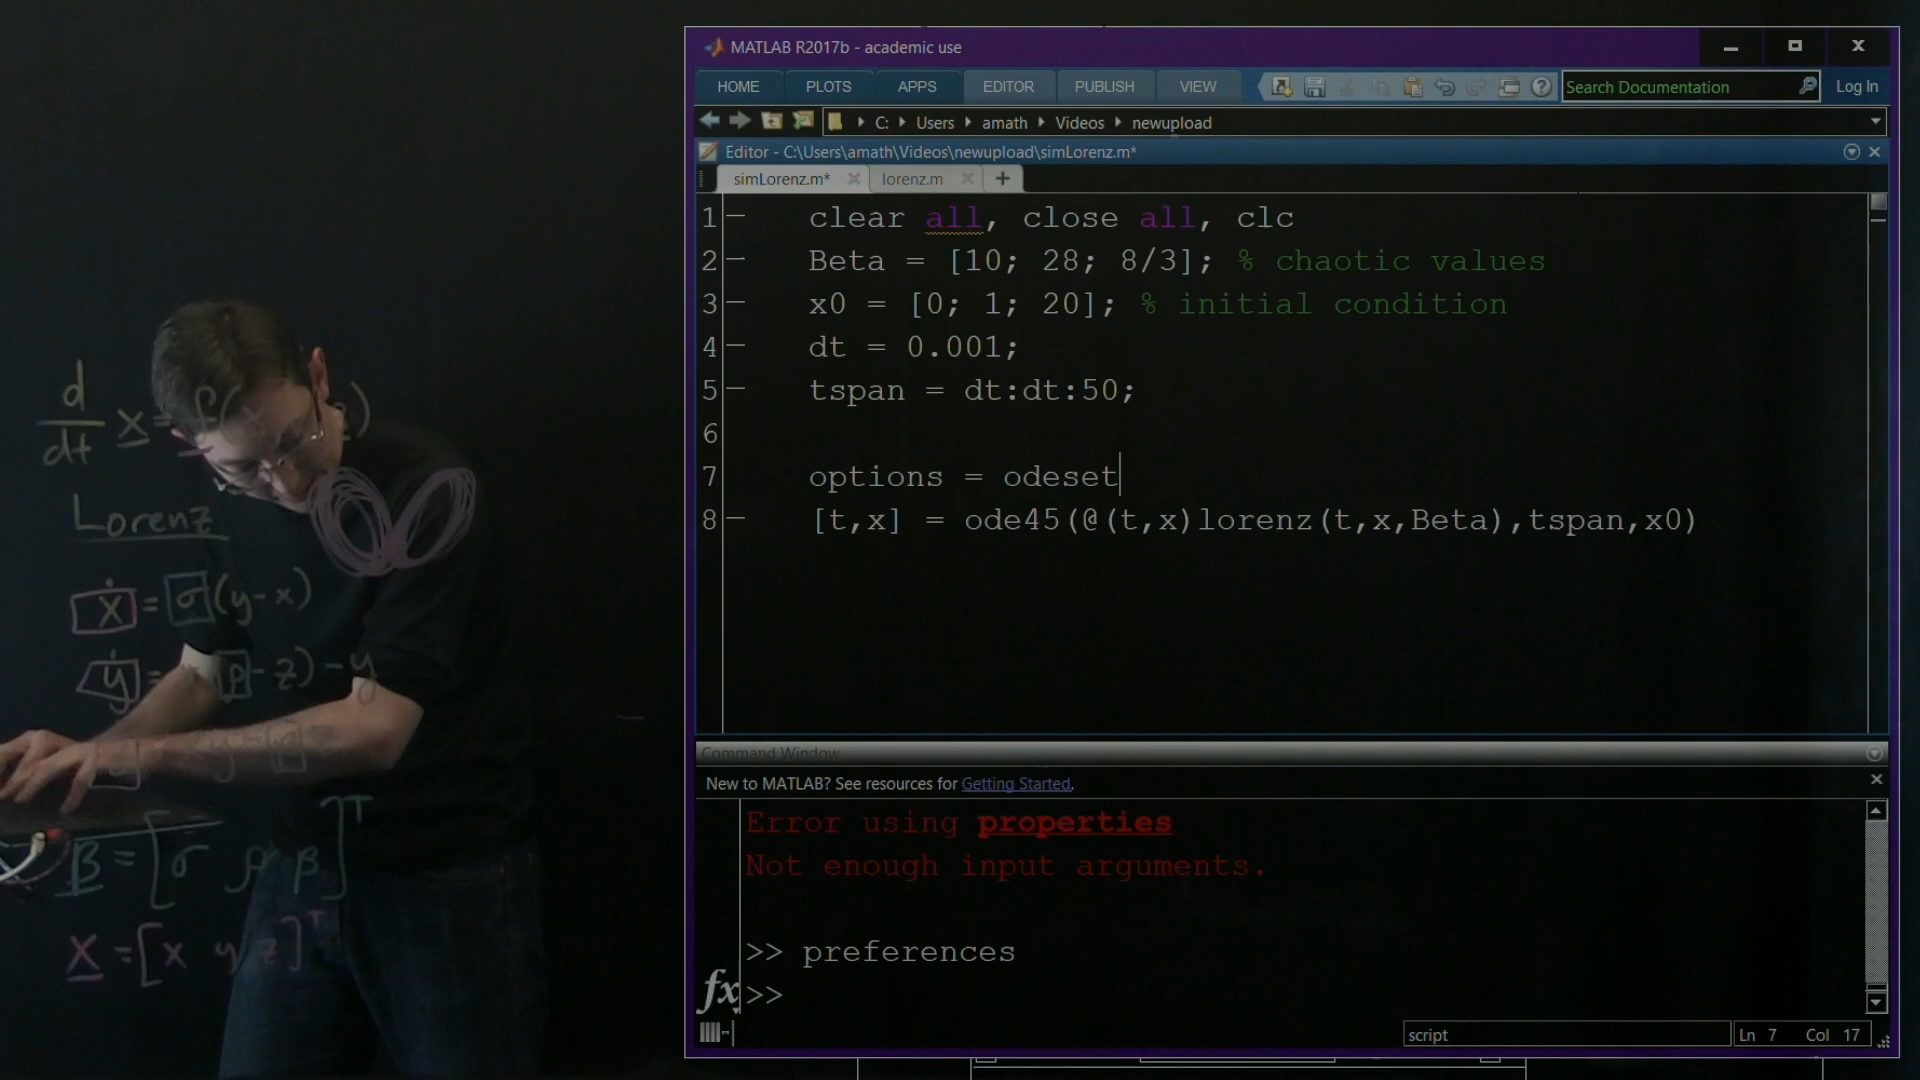 MATLAB R2017b - academic use
HOME PLOTS APPS EDITOR PUBLISH VIEW Search Documentation Log In
C: Users amath Videos newupload
Editor - C:\Users\amath\Videos\newupload\simLorenz.m*
simLorenz.m* lorenz.m
1 clear all, close all, clc
2 Beta = [10; 28; 8/3]; % chaotic values
3 x0 = [0; 1; 20]; % initial condition
4 dt = 0.001;
5 tspan = dt:dt:50;
6
7 options = odeset
8 [t,x] = ode45(@(t,x)lorenz(t,x,Beta),tspan,x0)
Command Window
New to MATLAB? See resources for Getting Started.
Error using properties
Not enough input arguments.
>> preferences
fx >>
script Ln 7 Col 17
d/dt x = f(
Lorenz
ẋ = σ(y-x)
ẏ = ρ-z)-y
B = [σ ρ β]ᵀ
x = [x y z]ᵀ